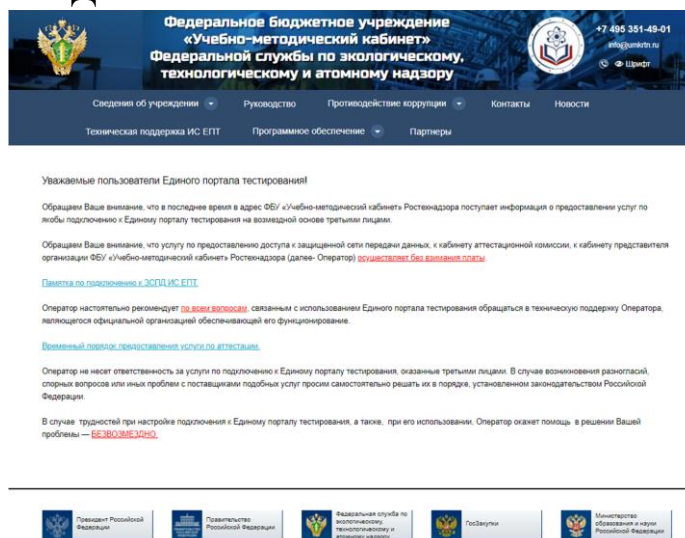 Федеральное бюджетное учреждение
«Учебно-методический кабинет»
Федеральной службы по экологическому,
технологическому и атомному надзору
+7 495 351-49-01
info@umkrtn.ru
Шрифт
Сведения об учреждении Руководство Противодействие коррупции Контакты Новости
Техническая поддержка ИС ЕПТ Программное обеспечение Партнеры
Уважаемые пользователи Единого портала тестирования!
Обращаем Ваше внимание, что в последнее время в адрес ФБУ «Учебно-методический кабинет» Ростехнадзора поступает информация о предоставлении услуг по
якобы подключению к Единому порталу тестирования на возмездной основе третьими лицами.
Обращаем Ваше внимание, что услугу по предоставлению доступа к защищенной сети передачи данных, к кабинету аттестационной комиссии, к кабинету представителя
организации ФБУ «Учебно-методический кабинет» Ростехнадзора (далее- Оператор) осуществляет без взимания платы.
Памятка по подключению к ЗСПД ИС ЕПТ.
Оператор настоятельно рекомендует по всем вопросам, связанным с использованием Единого портала тестирования обращаться в техническую поддержку Оператора,
являющегося официальной организацией обеспечивающей его функционирование.
Временный порядок предоставления услуги по аттестации.
Оператор не несет ответственность за услуги по подключению к Единому порталу тестирования, оказанные третьими лицами. В случае возникновения разногласий,
спорных вопросов или иных проблем с поставщиками подобных услуг просим самостоятельно решать их в порядке, установленном законодательством Российской
Федерации.
В случае трудностей при настройке подключения к Единому порталу тестирования, а также, при его использовании, Оператор окажет помощь в решении Вашей
проблемы — БЕЗВОЗМЕЗДНО.
Президент Российской
Федерации
Правительство
Российской Федерации
Федеральная служба по
экологическому,
технологическому и
атомному надзору
ГосЗакупки
Министерство
образования и науки
Российской Федерации